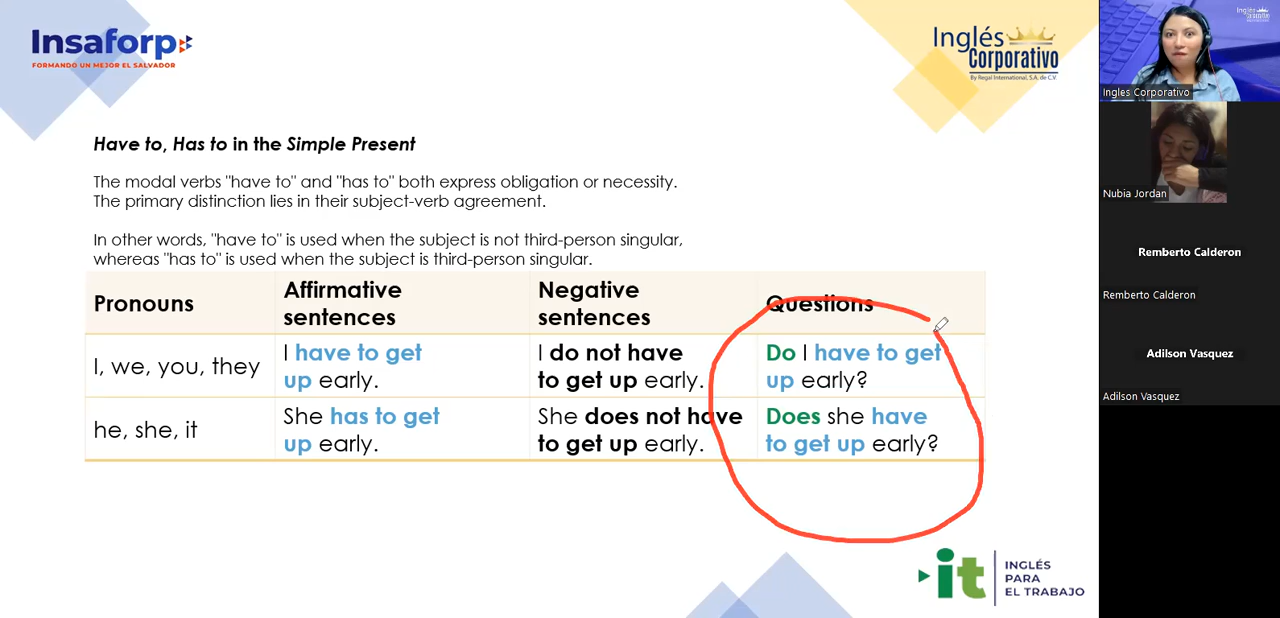 Insaforp
FORMANDO UN MEJOR EL SALVADOR
Inglés
Corporativo
By Regal International, S.A. de C.V.
Have to, Has to in the Simple Present
The modal verbs "have to" and "has to" both express obligation or necessity.
The primary distinction lies in their subject-verb agreement.
In other words, "have to" is used when the subject is not third-person singular,
whereas "has to" is used when the subject is third-person singular.
Pronouns
Affirmative
sentences
Negative
sentences
Questions
I, we, you, they
I have to get
up early.
I do not have
to get up early.
Do I have to get
up early?
he, she, it
She has to get
up early.
She does not have
to get up early.
Does she have
to get up early?
it
INGLÉS
PARA
EL TRABAJO
Ingles Corporativo
Nubia Jordan
Remberto Calderon
Remberto Calderon
Adilson Vasquez
Adilson Vasquez